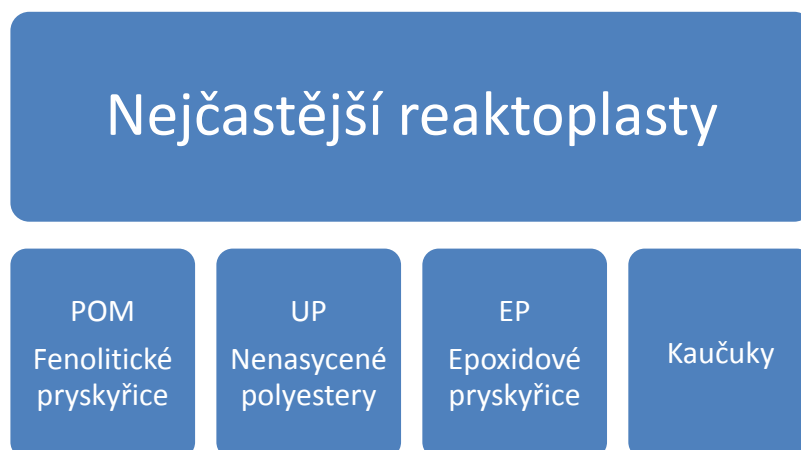 Nejčastější reaktoplasty
POM
Fenolitické
pryskyřice
UP
Nenasycené
polyestery
EP
Epoxidové
pryskyřice
Kaučuky